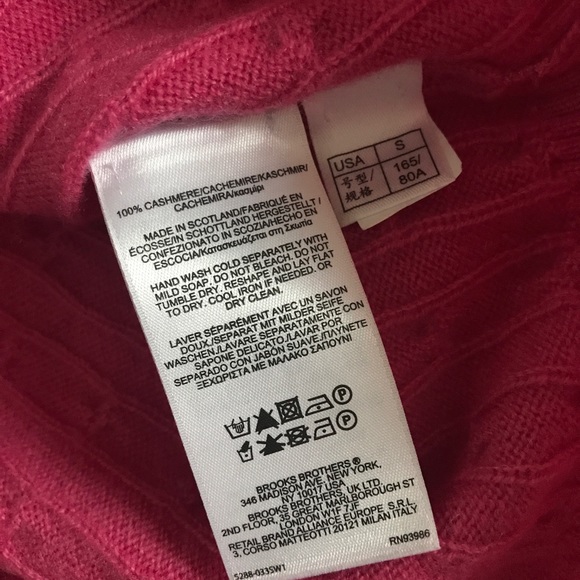 100% CASHMERE/CACHEMIRE/KASCHMIR/
CACHEMIRA/κασμίρι
MADE IN SCOTLAND/FABRIQUÉ EN
ÉCOSSE/IN SCHOTTLAND HERGESTELLT /
CONFEZIONATO IN SCOZIA/HECHO EN
ESCOCIA/Κατασκευάζεται στη Σκωτία
HAND WASH COLD SEPARATELY WITH
MILD SOAP. DO NOT BLEACH. DO NOT
TUMBLE DRY. RESHAPE AND LAY FLAT
TO DRY. COOL IRON IF NEEDED. OR
DRY CLEAN.
LAVER SÉPARÉMENT AVEC UN SAVON
DOUX/SEPARAT MIT MILDER SEIFE
WASCHEN/LAVARE SEPARATAMENTE CON
SAPONE DELICATO/LAVAR POR
SEPARADO CON JABÓN SUAVE/ΠΛΥΝΕΤΕ
ΞΕΧΩΡΙΣΤΑ ΜΕ ΜΑΛΑΚΟ ΣΑΠΟΥΝΙ
P
P
BROOKS BROTHERS ®
346 MADISON AVE. NEW YORK,
NY 10017 USA
BROOKS BROTHERS, UK LTD.
2ND FLOOR, 35 GREAT MARLBOROUGH ST
LONDON W1F 7JF
RETAIL BRAND ALLIANCE EUROPE S.R.L.
3, CORSO MATTEOTTI 20121 MILAN ITALY
RN93986
5288-0335W1
USA S
号型/ 165/
规格 80A